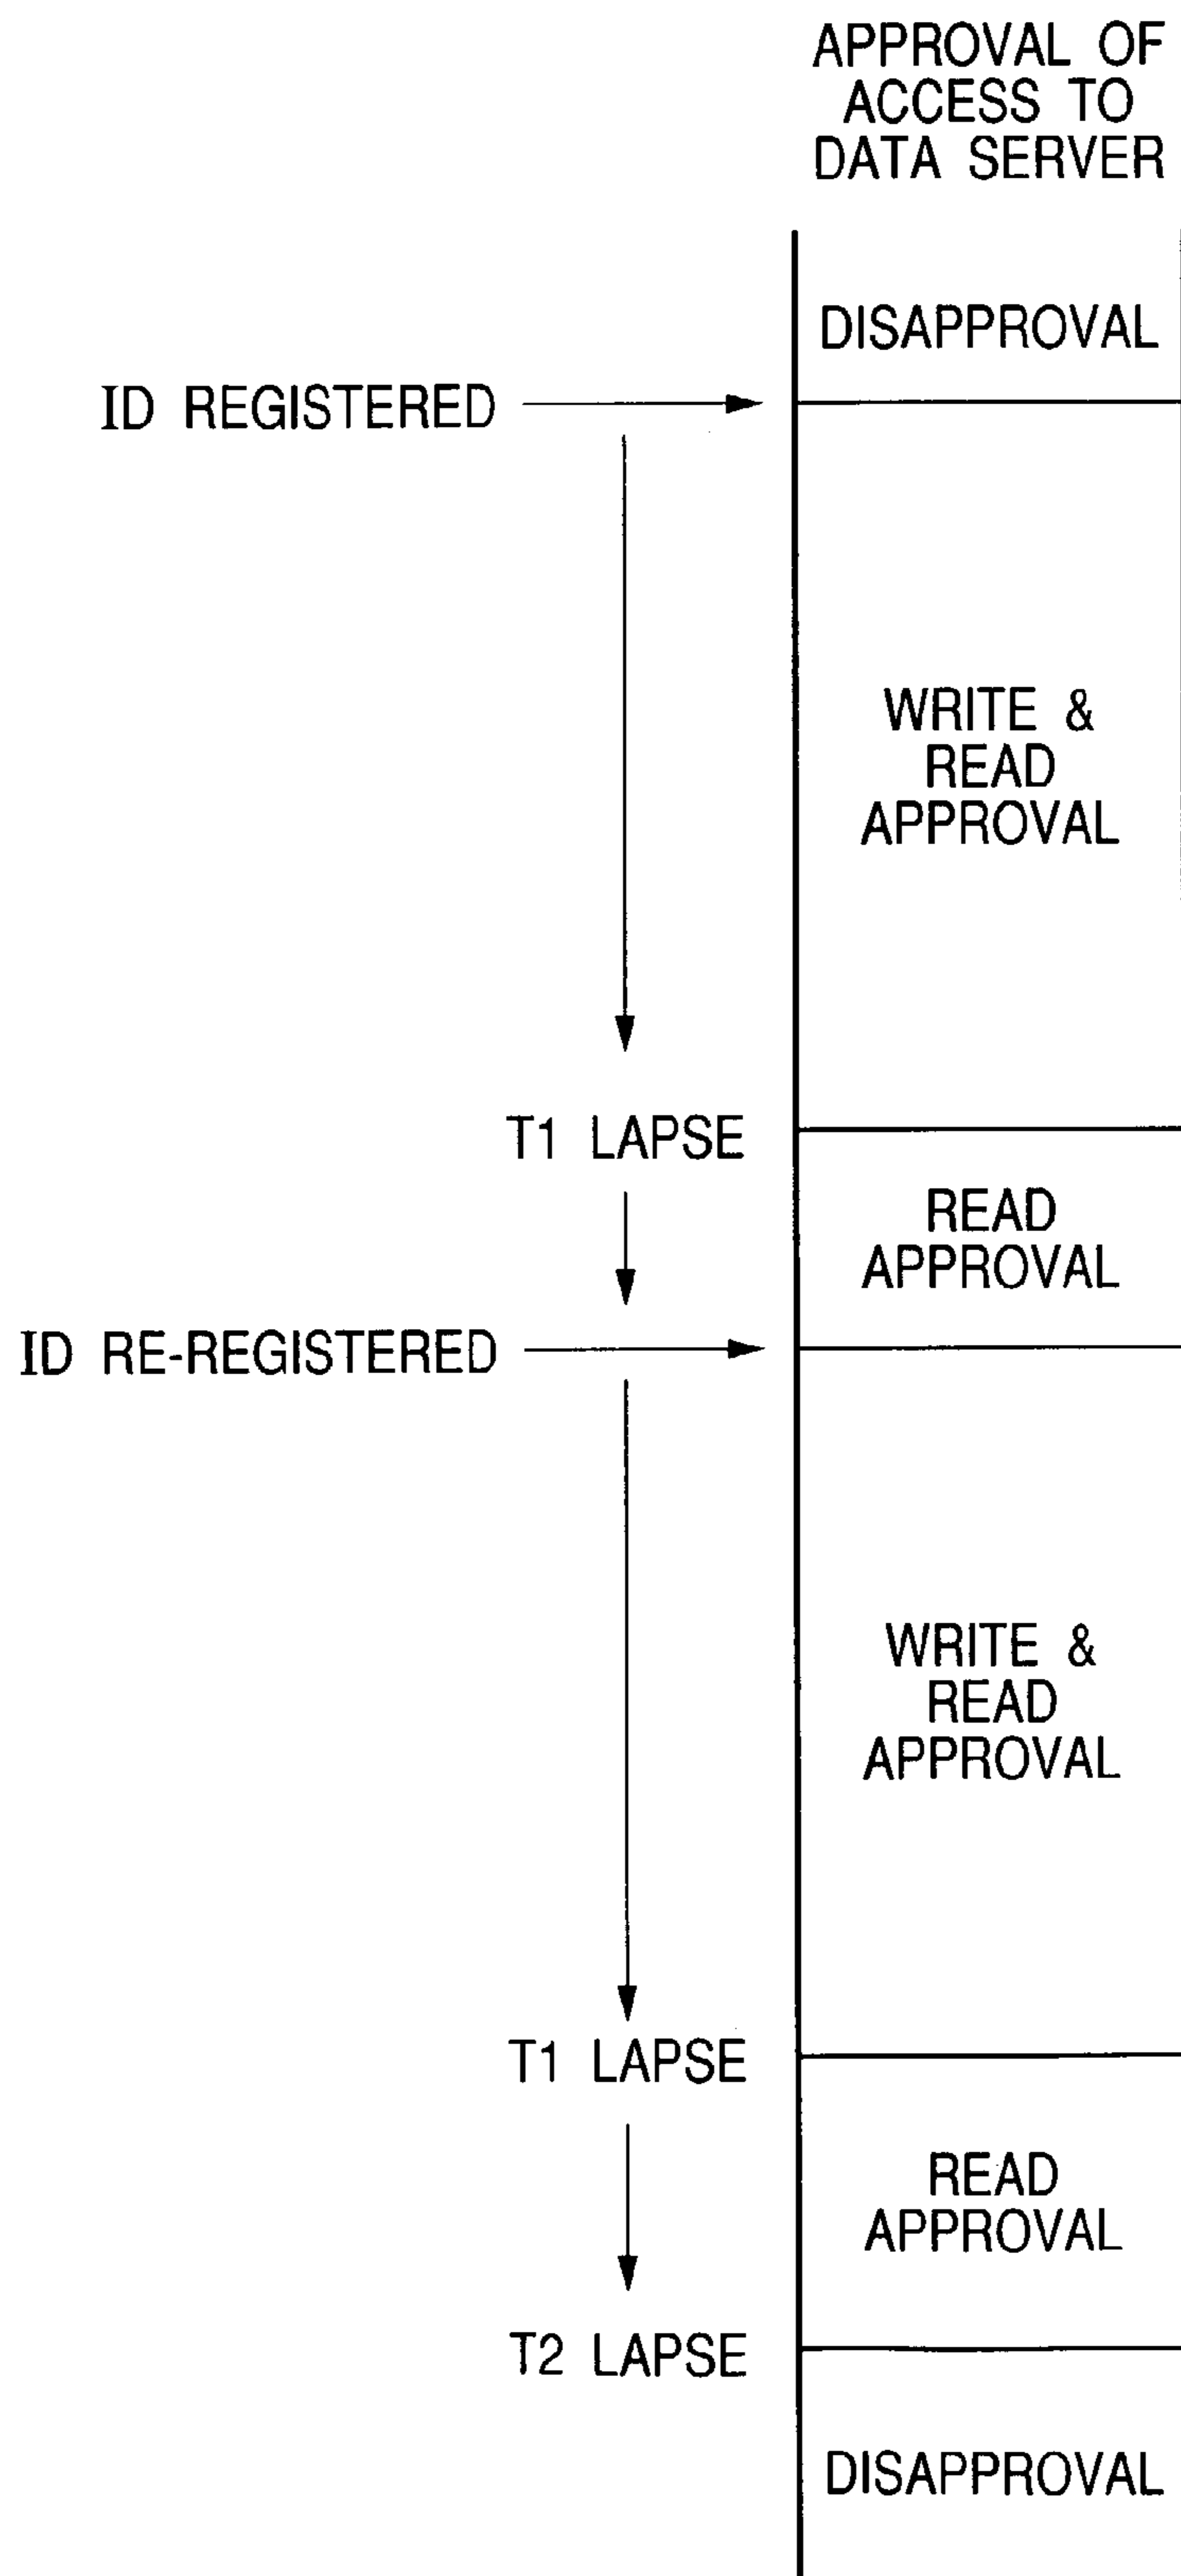 APPROVAL OF
ACCESS TO
DATA SERVER
DISAPPROVAL
ID REGISTERED
WRITE &
READ
APPROVAL
T1 LAPSE
READ
APPROVAL
ID RE-REGISTERED
WRITE &
READ
APPROVAL
T1 LAPSE
READ
APPROVAL
T2 LAPSE
DISAPPROVAL